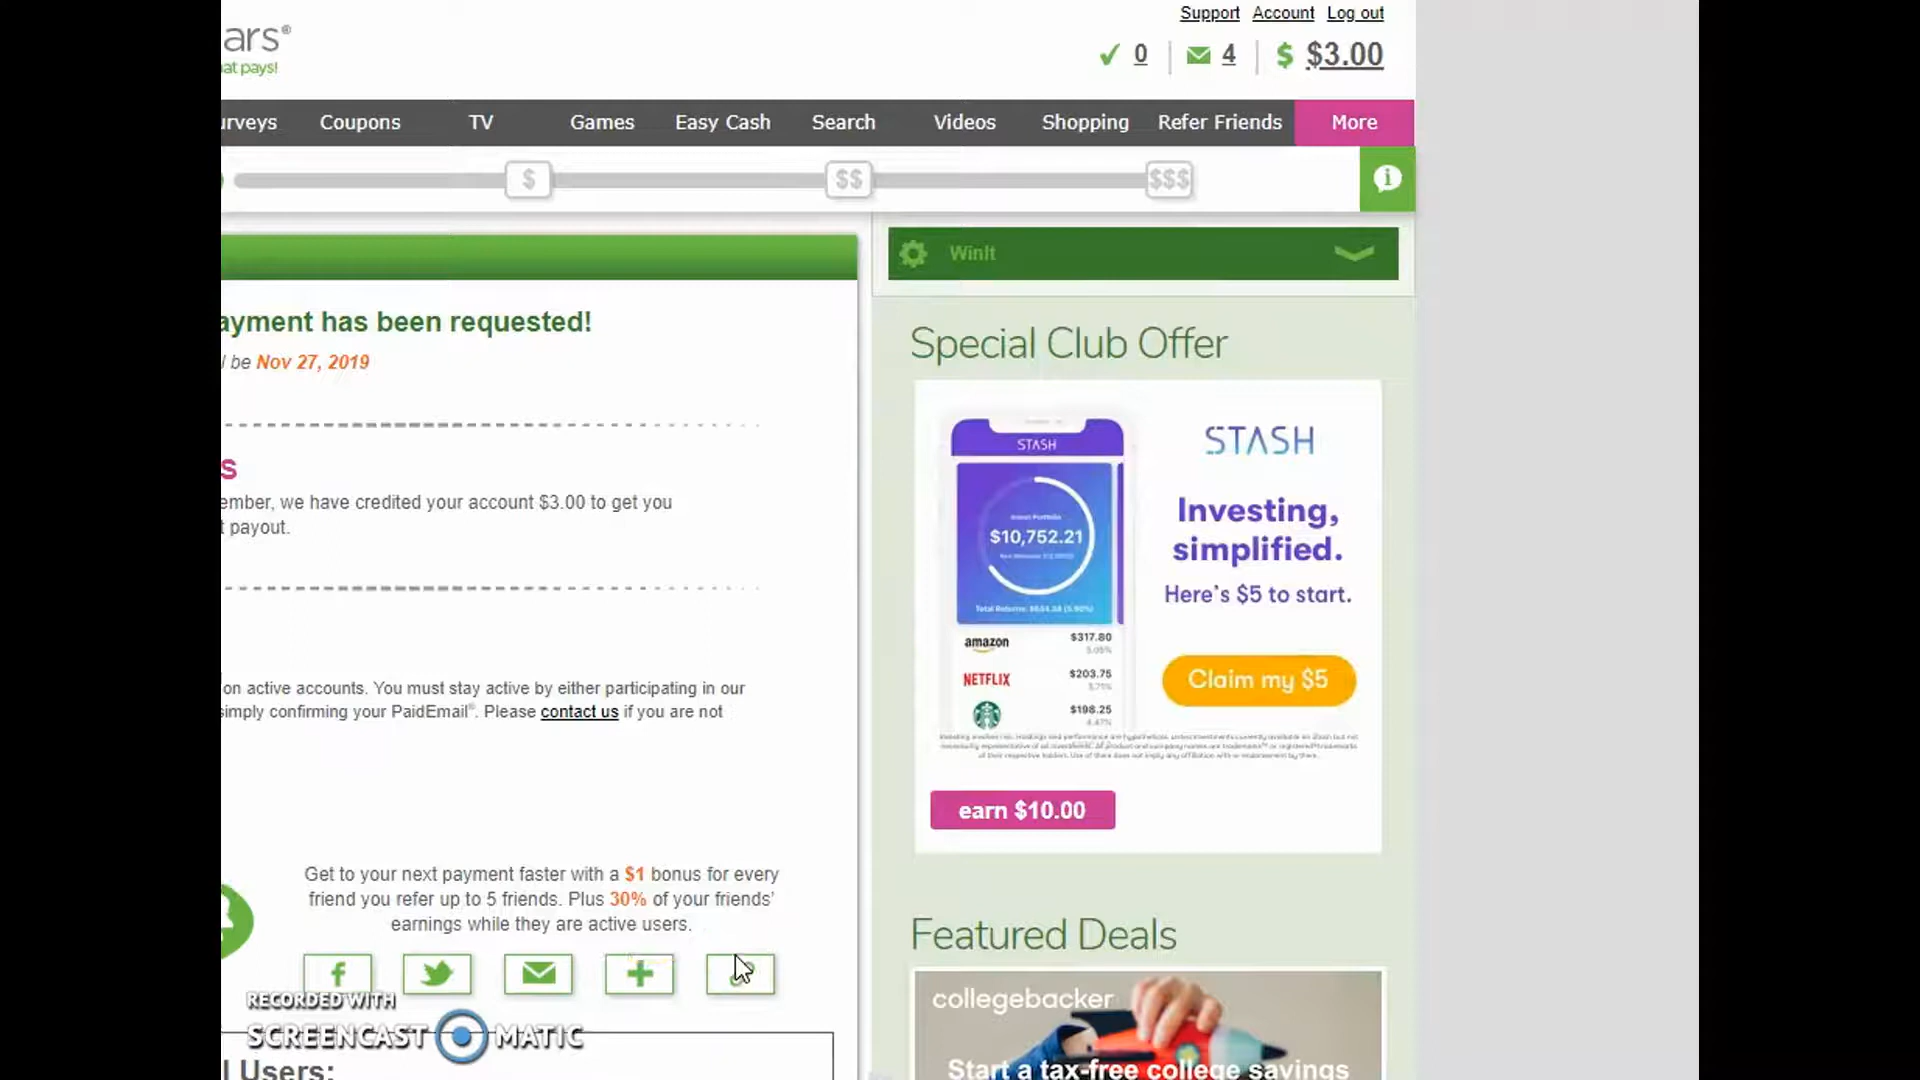 Support Account Log out
ars®
at pays!
0 4 $ $3.00
urveys Coupons TV Games Easy Cash Search Videos Shopping Refer Friends More
$ $$ $$$
WinIt
ayment has been requested!
l be Nov 27, 2019
s
ember, we have credited your account $3.00 to get you
t payout.
on active accounts. You must stay active by either participating in our
simply confirming your PaidEmail®. Please contact us if you are not
Get to your next payment faster with a $1 bonus for every
friend you refer up to 5 friends. Plus 30% of your friends'
earnings while they are active users.
RECORDED WITH
SCREENCAST MATIC
l Users:
Special Club Offer
STASH
$10,752.21
amazon $317.80
NETFLIX $203.75
$198.25
STASH
Investing,
simplified.
Here's $5 to start.
Claim my $5
earn $10.00
Featured Deals
collegebacker
Start a tax-free college savings